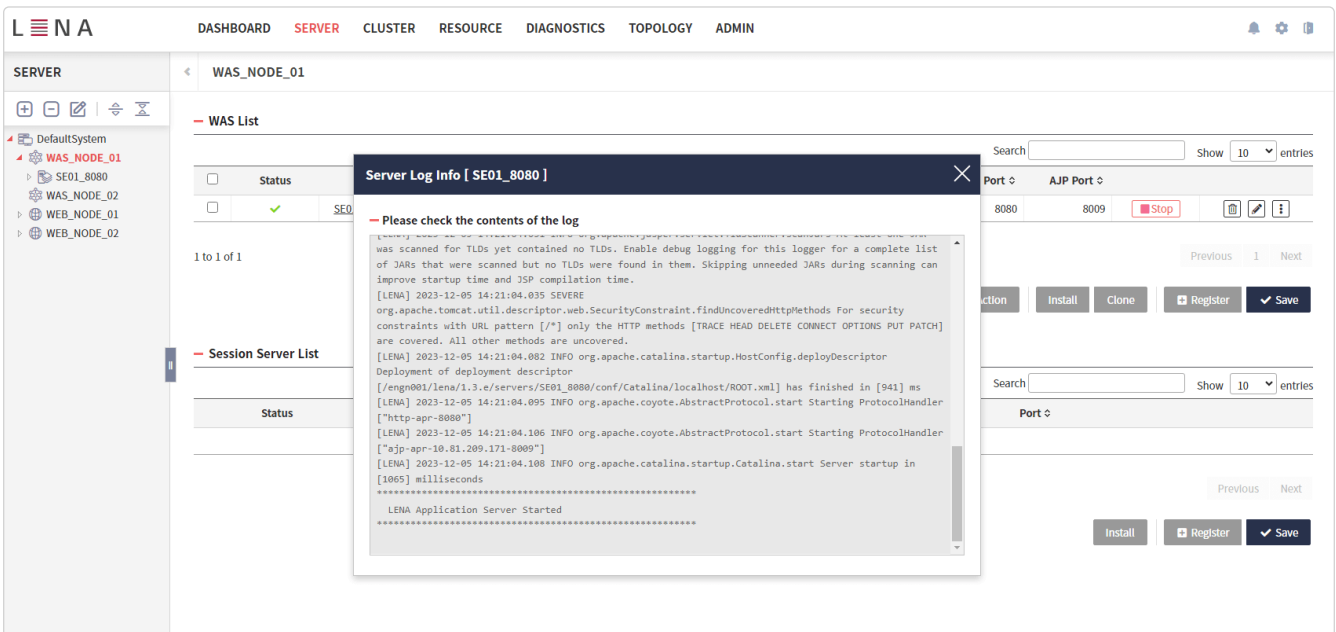 LENA
DASHBOARD SERVER CLUSTER RESOURCE DIAGNOSTICS TOPOLOGY ADMIN
SERVER
WAS_NODE_01
DefaultSystem
WAS_NODE_01
SE01_8080
WAS_NODE_02
WEB_NODE_01
WEB_NODE_02
WAS List
Search Show 10 entries
Status Port AJP Port
SE0 8080 8009 Stop
1 to 1 of 1
Previous 1 Next
Install Clone Register Save
Session Server List
Search Show 10 entries
Status Port
Previous Next
Install Register Save
Server Log Info [ SE01_8080 ]
Please check the contents of the log
was scanned for TLDs yet contained no TLDs. Enable debug logging for this logger for a complete list
of JARs that were scanned but no TLDs were found in them. Skipping unneeded JARs during scanning can
improve startup time and JSP compilation time.
[LENA] 2023-12-05 14:21:04.035 SEVERE
org.apache.tomcat.util.descriptor.web.SecurityConstraint.findUncoveredHttpMethods For security
constraints with URL pattern [/*] only the HTTP methods [TRACE HEAD DELETE CONNECT OPTIONS PUT PATCH]
are covered. All other methods are uncovered.
[LENA] 2023-12-05 14:21:04.082 INFO org.apache.catalina.startup.HostConfig.deployDescriptor
Deployment of deployment descriptor
[/engn001/lena/1.3.e/servers/SE01_8080/conf/Catalina/localhost/ROOT.xml] has finished in [941] ms
[LENA] 2023-12-05 14:21:04.095 INFO org.apache.coyote.AbstractProtocol.start Starting ProtocolHandler
["http-apr-8080"]
[LENA] 2023-12-05 14:21:04.106 INFO org.apache.coyote.AbstractProtocol.start Starting ProtocolHandler
["ajp-apr-10.81.209.171-8009"]
[LENA] 2023-12-05 14:21:04.108 INFO org.apache.catalina.startup.Catalina.start Server startup in
[1065] milliseconds
*********************************************************
LENA Application Server Started
*********************************************************